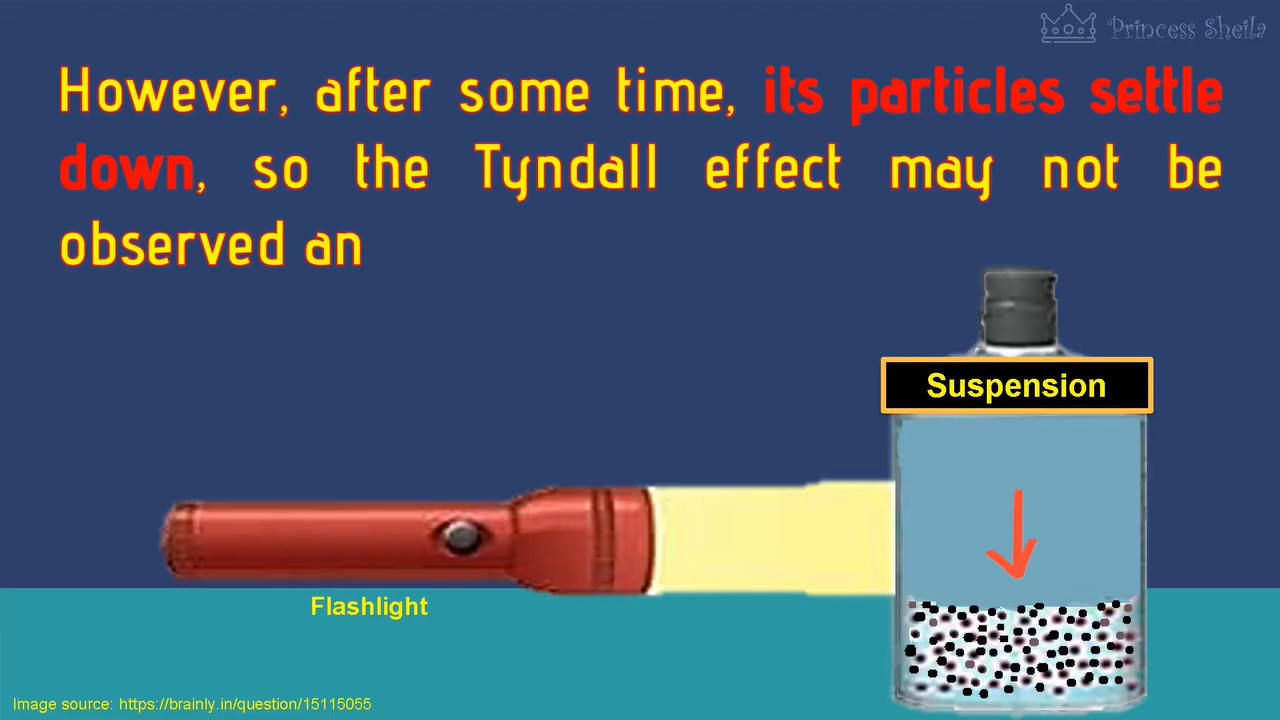 Princess Sheila
However, after some time, its particles settle
down, so the Tyndall effect may not be
observed an
Suspension
Flashlight
Image source: https://brainly.in/question/15115055